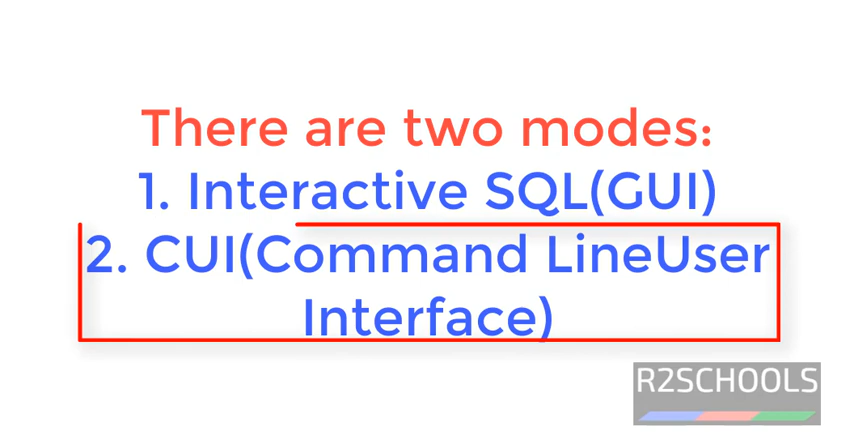 There are two modes:
1. Interactive SQL(GUI)
2. CUI(Command LineUser
Interface)
R2SCHOOLS